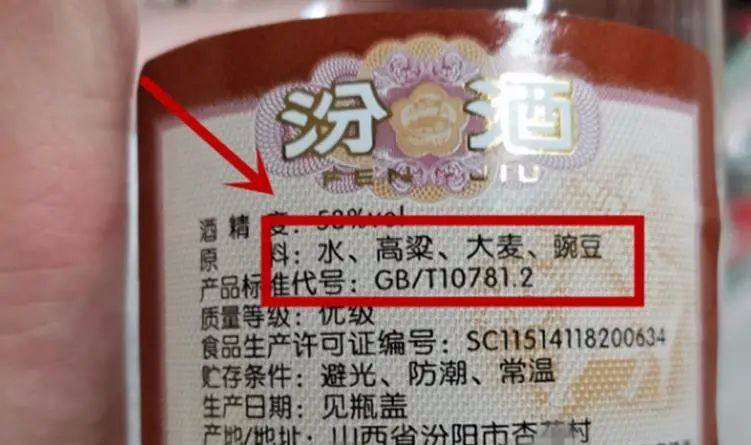 汾酒
FEN JIU
酒精度：53%vol
原料：水、高粱、大麦、豌豆
产品标准代号：GB/T10781.2
质量等级：优级
食品生产许可证编号：SC11514118200634
贮存条件：避光、防潮、常温
生产日期：见瓶盖
产地/地址：山西省汾阳市杏花村